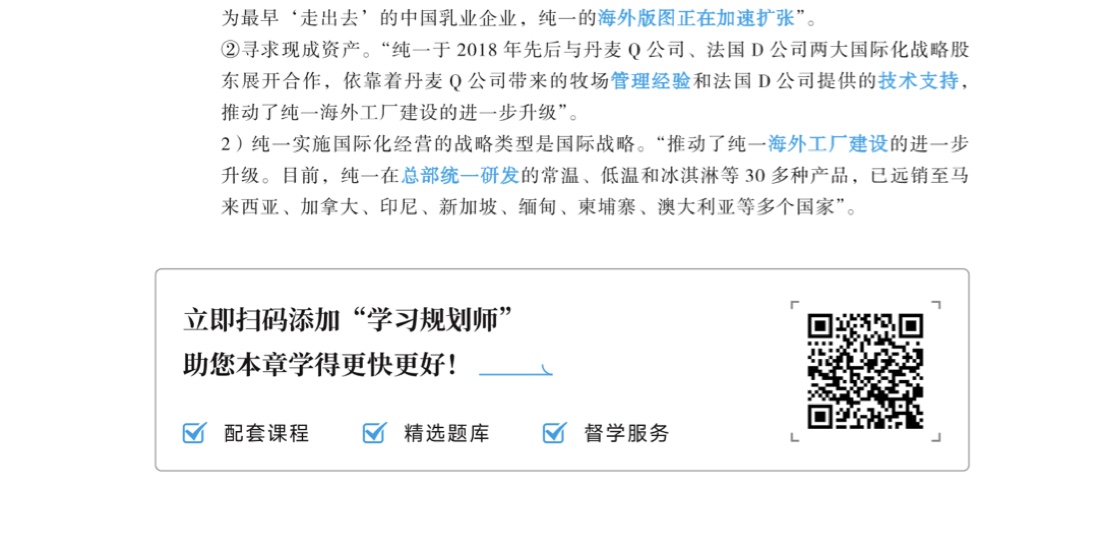 为最早‘走出去’的中国乳业企业，纯一的海外版图正在加速扩张”。
②寻求现成资产。“纯一于 2018 年先后与丹麦 Q 公司、法国 D 公司两大国际化战略股
东展开合作，依靠着丹麦 Q 公司带来的牧场管理经验和法国 D 公司提供的技术支持，
推动了纯一海外工厂建设的进一步升级”。
2）纯一实施国际化经营的战略类型是国际战略。“推动了纯一海外工厂建设的进一步
升级。目前，纯一在总部统一研发的常温、低温和冰淇淋等 30 多种产品，已远销至马
来西亚、加拿大、印尼、新加坡、缅甸、柬埔寨、澳大利亚等多个国家”。
立即扫码添加“学习规划师”
助您本章学得更快更好！
配套课程 精选题库 督学服务